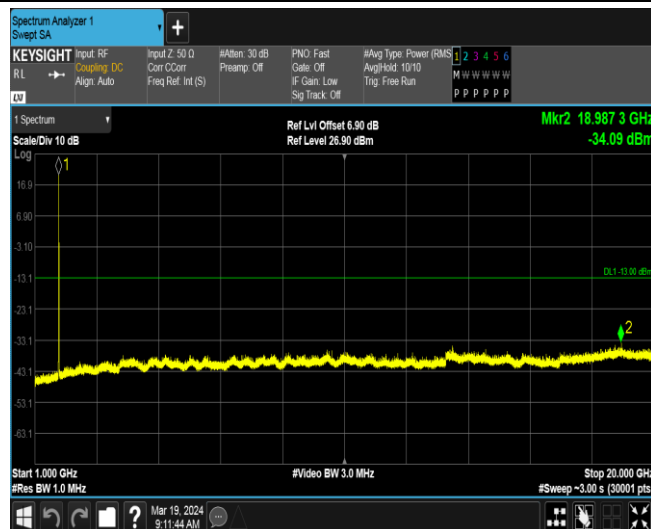 Spectrum Analyzer 1
Swept SA
+
KEYSIGHT
RL
LXI
Input: RF
Coupling: DC
Align: Auto
Input Z: 50 Ω
Corr CCorr
Freq Ref: Int (S)
#Atten: 30 dB
Preamp: Off
PNO: Fast
Gate: Off
IF Gain: Low
Sig Track: Off
#Avg Type: Power (RMS
Avg|Hold: 10/10
Trig: Free Run
1 2 3 4 5 6
M W W W W W
P P P P P P
1 Spectrum
Scale/Div 10 dB
Ref Lvl Offset 6.90 dB
Ref Level 26.90 dBm
Mkr2 18.987 3 GHz
-34.09 dBm
Log
1
16.9
6.90
-3.10
-13.1
DL1 -13.00 dBm
-23.1
2
-33.1
-43.1
-53.1
-63.1
Start 1.000 GHz
#Video BW 3.0 MHz
Stop 20.000 GHz
#Res BW 1.0 MHz
#Sweep ~3.00 s (30001 pts)
?
Mar 19, 2024
9:11:44 AM